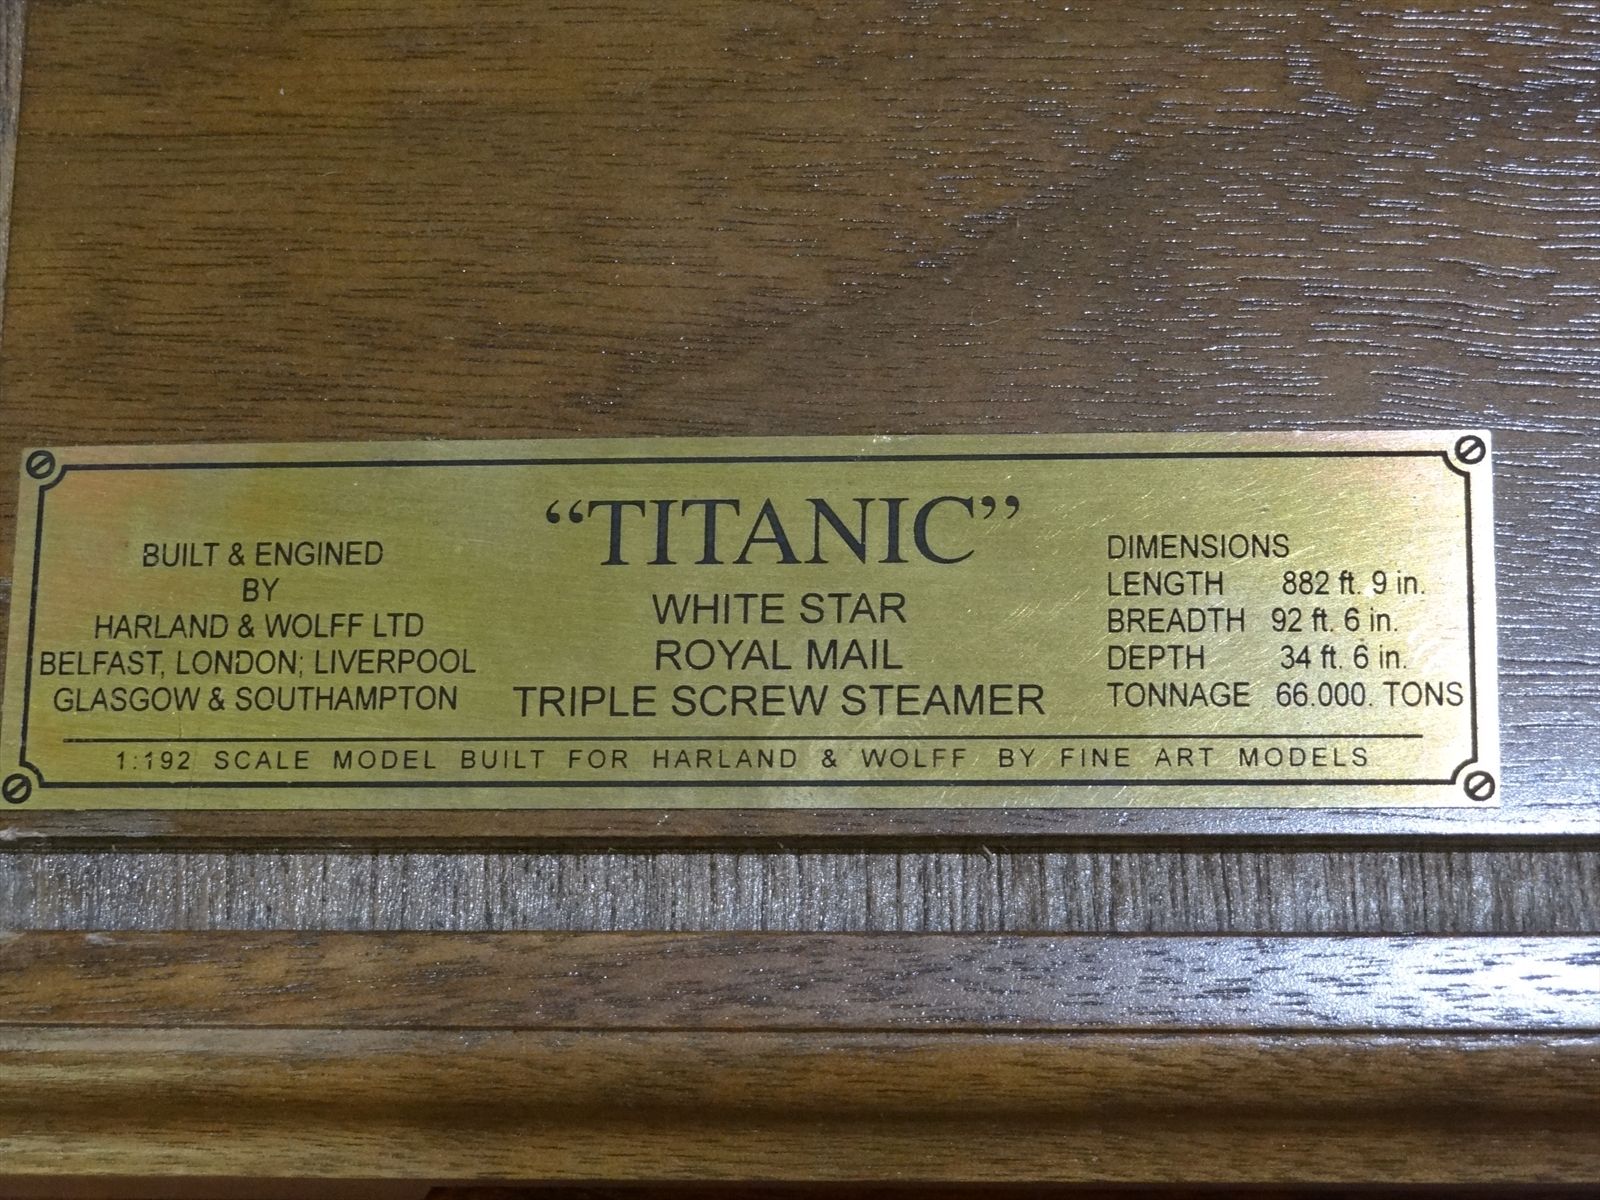 “TITANIC”
WHITE STAR
ROYAL MAIL
TRIPLE SCREW STEAMER
BUILT & ENGINED
BY
HARLAND & WOLFF LTD
BELFAST, LONDON; LIVERPOOL
GLASGOW & SOUTHAMPTON
DIMENSIONS
LENGTH 882 ft. 9 in.
BREADTH 92 ft. 6 in.
DEPTH 34 ft. 6 in.
TONNAGE 66.000. TONS
1:192 SCALE MODEL BUILT FOR HARLAND & WOLFF BY FINE ART MODELS